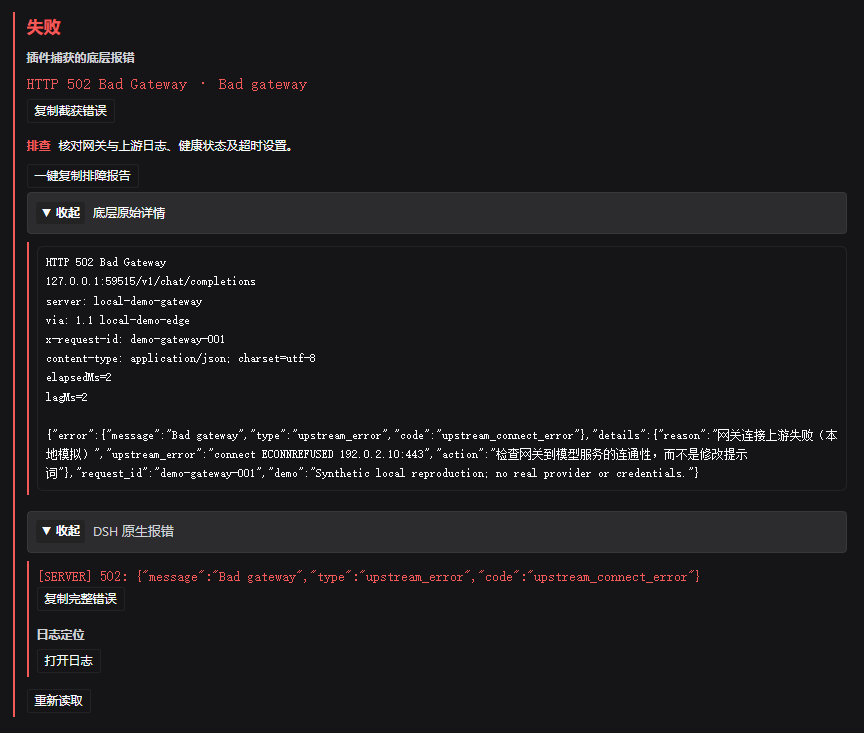 失败
插件捕获的底层报错
HTTP 502 Bad Gateway · Bad gateway
复制截获错误
排查 核对网关与上游日志、健康状态及超时设置。
一键复制排障报告
▼ 收起 底层原始详情
HTTP 502 Bad Gateway
127.0.0.1:59515/v1/chat/completions
server: local-demo-gateway
via: 1.1 local-demo-edge
x-request-id: demo-gateway-001
content-type: application/json; charset=utf-8
elapsedMs=2
lagMs=2
{"error":{"message":"Bad gateway","type":"upstream_error","code":"upstream_connect_error"},"details":{"reason":"网关连接上游失败（本
地模拟）","upstream_error":"connect ECONNREFUSED 192.0.2.10:443","action":"检查网关到模型服务的连通性，而不是修改提示
词"},"request_id":"demo-gateway-001","demo":"Synthetic local reproduction; no real provider or credentials."}
▼ 收起 DSH 原生报错
[SERVER] 502: {"message":"Bad gateway","type":"upstream_error","code":"upstream_connect_error"}
复制完整错误
日志定位
打开日志
重新读取